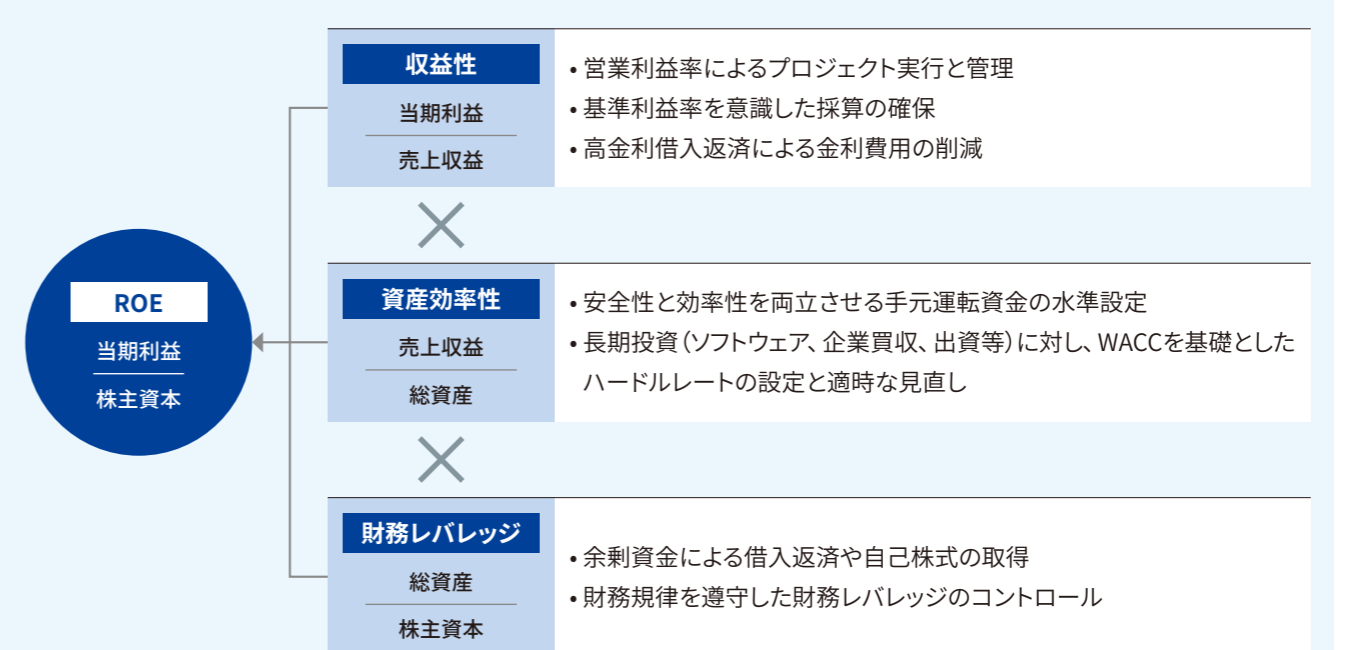 ROE
当期利益
株主資本
収益性
当期利益
売上収益
• 営業利益率によるプロジェクト実行と管理
• 基準利益率を意識した採算の確保
• 高金利借入返済による金利費用の削減
×
資産効率性
売上収益
総資産
• 安全性と効率性を両立させる手元運転資金の水準設定
• 長期投資(ソフトウェア、企業買収、出資等)に対し、WACCを基礎とした
ハードルレートの設定と適時な見直し
×
財務レバレッジ
総資産
株主資本
• 余剰資金による借入返済や自己株式の取得
• 財務規律を遵守した財務レバレッジのコントロール